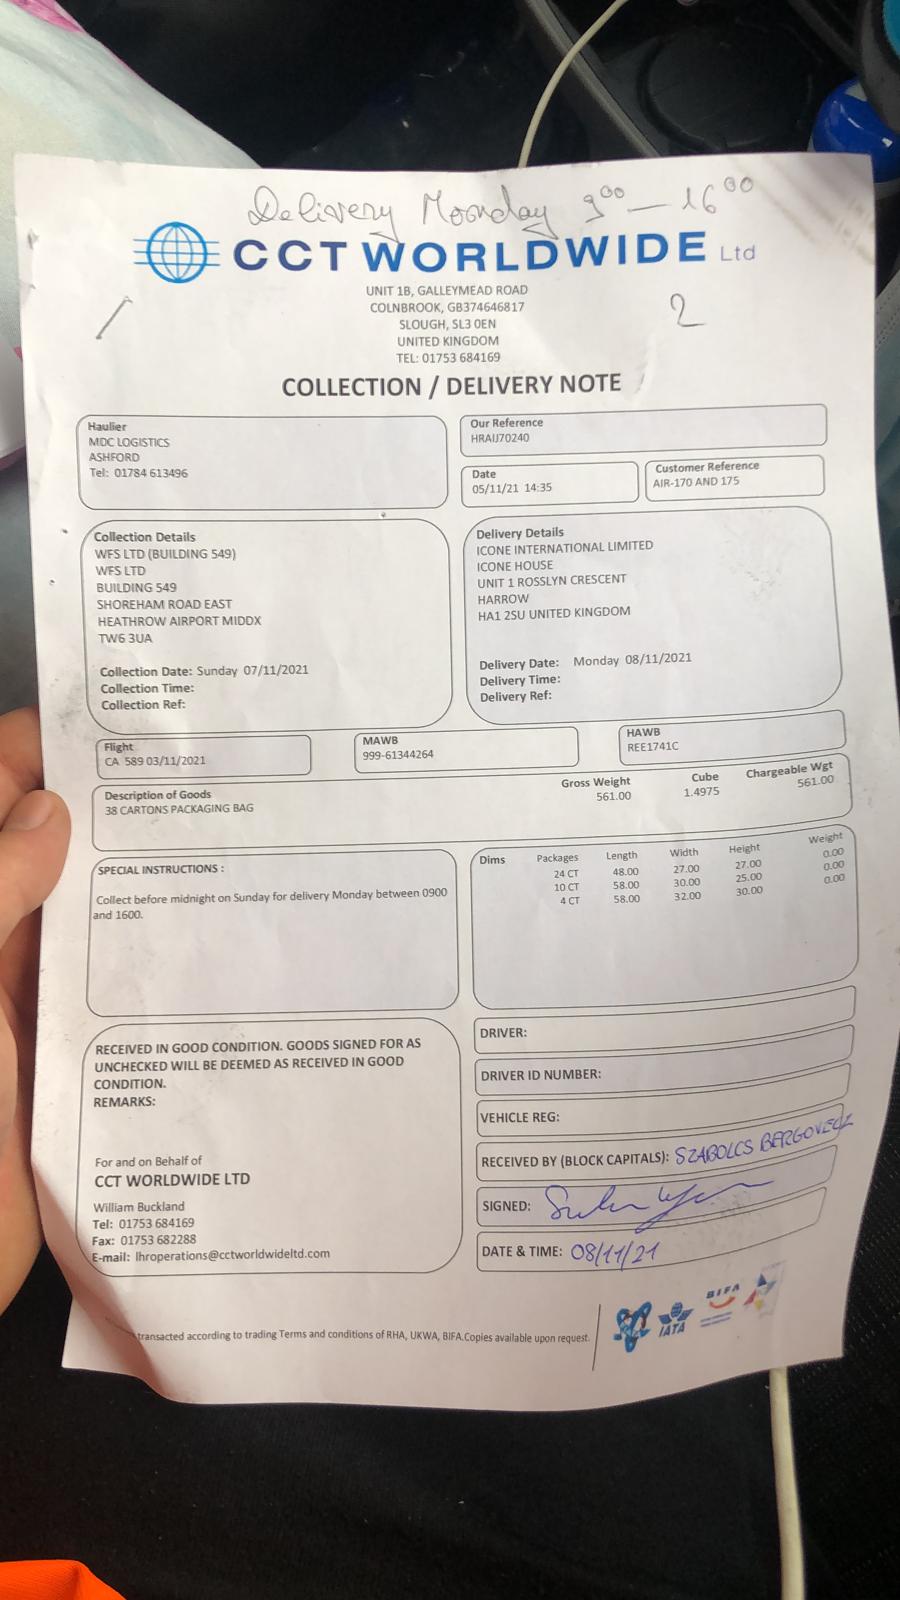 Delivery Monday 9⁰⁰ — 16⁰⁰
CCT WORLDWIDE Ltd
UNIT 1B, GALLEYMEAD ROAD
COLNBROOK, GB374646817
SLOUGH, SL3 0EN
UNITED KINGDOM
TEL: 01753 684169
/ 2
COLLECTION / DELIVERY NOTE
Haulier
MDC LOGISTICS
ASHFORD
Tel: 01784 613496
Our Reference
HRAIJ70240
Date
05/11/21 14:35
Customer Reference
AIR-170 AND 175
Collection Details
WFS LTD (BUILDING 549)
WFS LTD
BUILDING 549
SHOREHAM ROAD EAST
HEATHROW AIRPORT MIDDX
TW6 3UA
Collection Date: Sunday 07/11/2021
Collection Time:
Collection Ref:
Delivery Details
ICONE INTERNATIONAL LIMITED
ICONE HOUSE
UNIT 1 ROSSLYN CRESCENT
HARROW
HA1 2SU UNITED KINGDOM
Delivery Date: Monday 08/11/2021
Delivery Time:
Delivery Ref:
Flight
CA 589 03/11/2021
MAWB
999-61344264
HAWB
REE1741C
Description of Goods
38 CARTONS PACKAGING BAG
Gross Weight Cube Chargeable Wgt
561.00 1.4975 561.00
SPECIAL INSTRUCTIONS :
Collect before midnight on Sunday for delivery Monday between 0900
and 1600.
Dims Packages Length Width Height Weight
24 CT 48.00 27.00 27.00 0.00
10 CT 58.00 30.00 25.00 0.00
4 CT 58.00 32.00 30.00 0.00
RECEIVED IN GOOD CONDITION. GOODS SIGNED FOR AS
UNCHECKED WILL BE DEEMED AS RECEIVED IN GOOD
CONDITION.
REMARKS:
For and on Behalf of
CCT WORLDWIDE LTD
William Buckland
Tel: 01753 684169
Fax: 01753 682288
E-mail: lhroperations@cctworldwideltd.com
DRIVER:
DRIVER ID NUMBER:
VEHICLE REG:
RECEIVED BY (BLOCK CAPITALS): SZABOLCS BERGOVECZ
SIGNED:
DATE & TIME: 08/11/21
transacted according to trading Terms and conditions of RHA, UKWA, BIFA.Copies available upon request.
IATA
BIFA